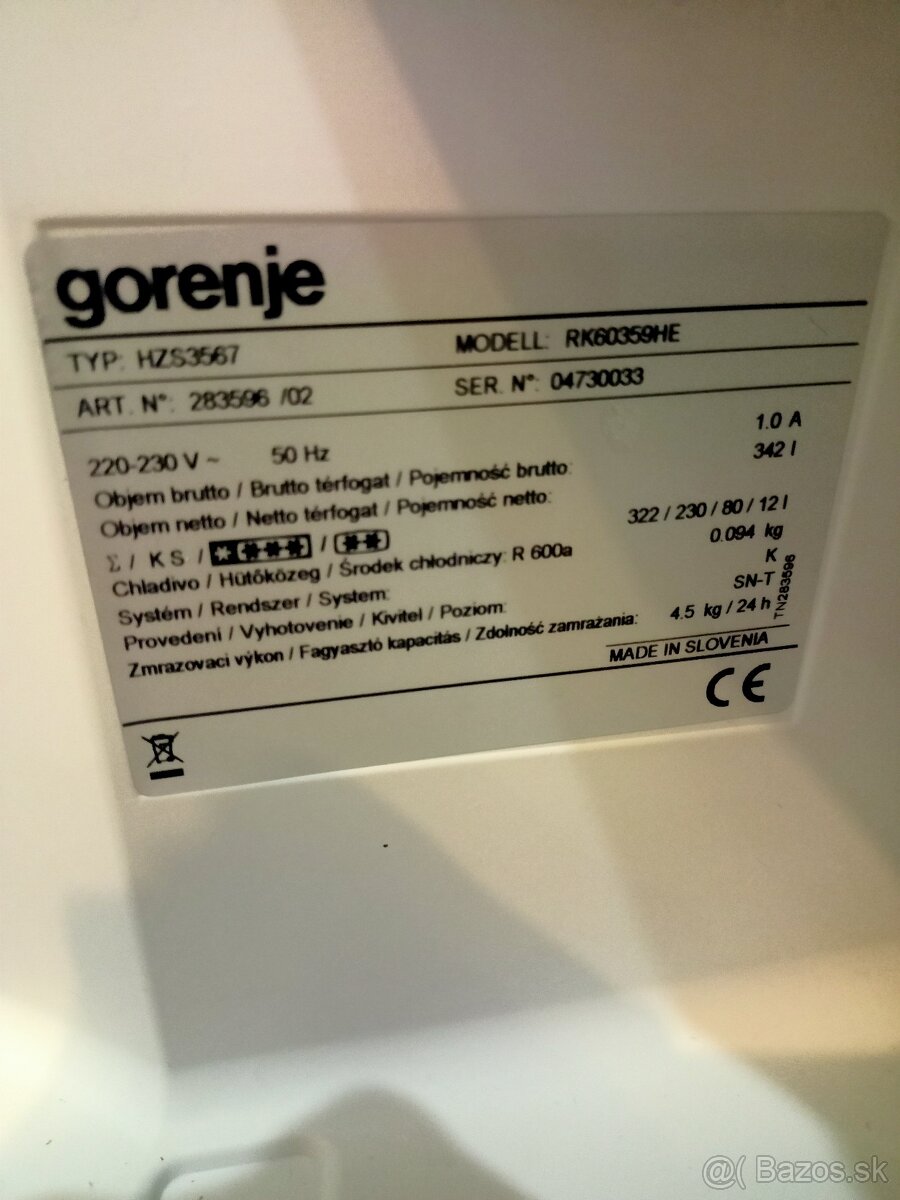 gorenje
TYP: HZS3567 MODELL: RK60359HE
ART. N°: 283596 /02 SER. N°: 04730033
220-230 V ~ 50 Hz 1.0 A
Objem brutto / Brutto térfogat / Pojemność brutto: 342 l
Objem netto / Netto térfogat / Pojemność netto:
Σ / K S / / 322 / 230 / 80 / 12 l
Chladivo / Hütőközeg / Środek chłodniczy: R 600a 0.094 kg
Systém / Rendszer / System: K
Provedení / Vyhotovenie / Kivitel / Poziom: SN-T
Zmrazovaci výkon / Fagyasztó kapacitás / Zdolność zamrażania: 4.5 kg / 24 h
TN283596
MADE IN SLOVENIA
CE
@( Bazos.sk